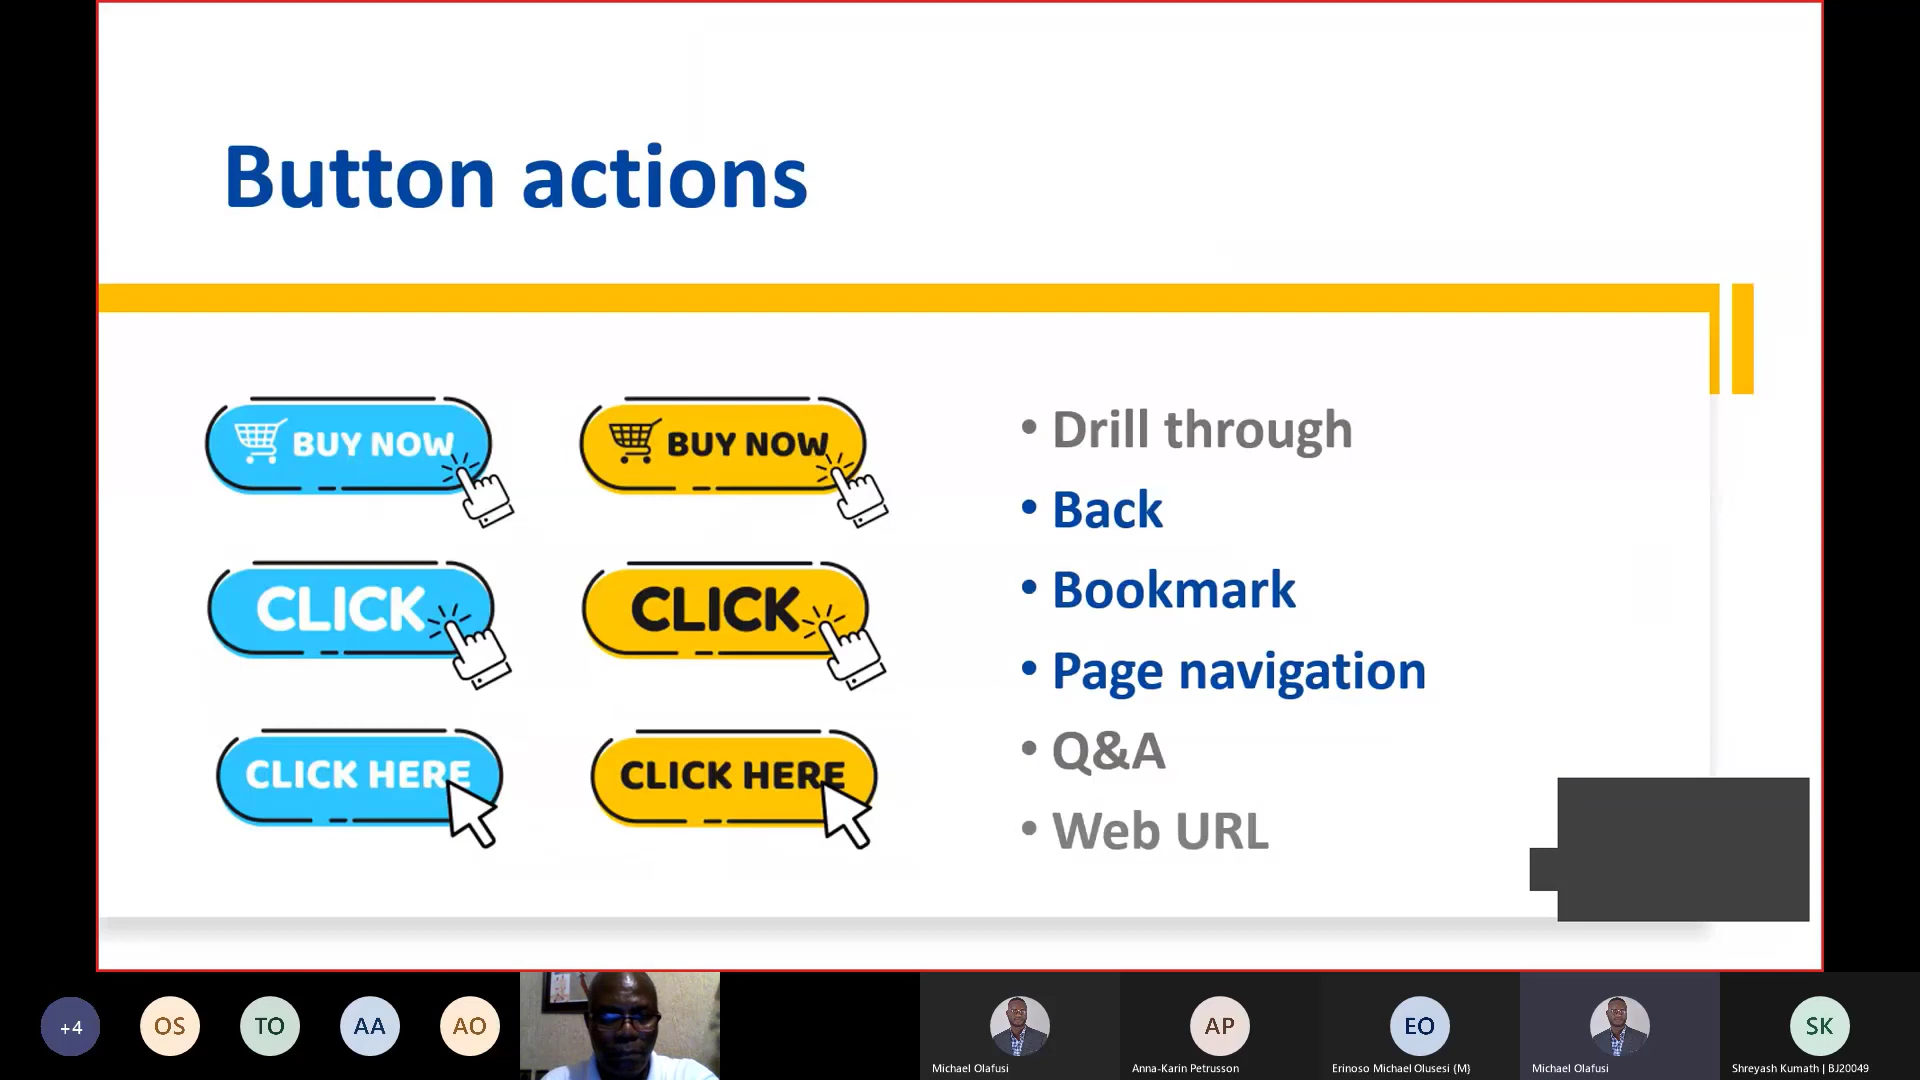 Button actions
BUY NOW
BUY NOW
CLICK
CLICK
CLICK HERE
CLICK HERE
• Drill through
• Back
• Bookmark
• Page navigation
• Q&A
• Web URL
+4
OS
TO
AA
AO
AP
EO
SK
Michael Olafusi
Anna-Karin Petrusson
Erinoso Michael Olusesi (M)
Michael Olafusi
Shreyash Kumath | BJ20049